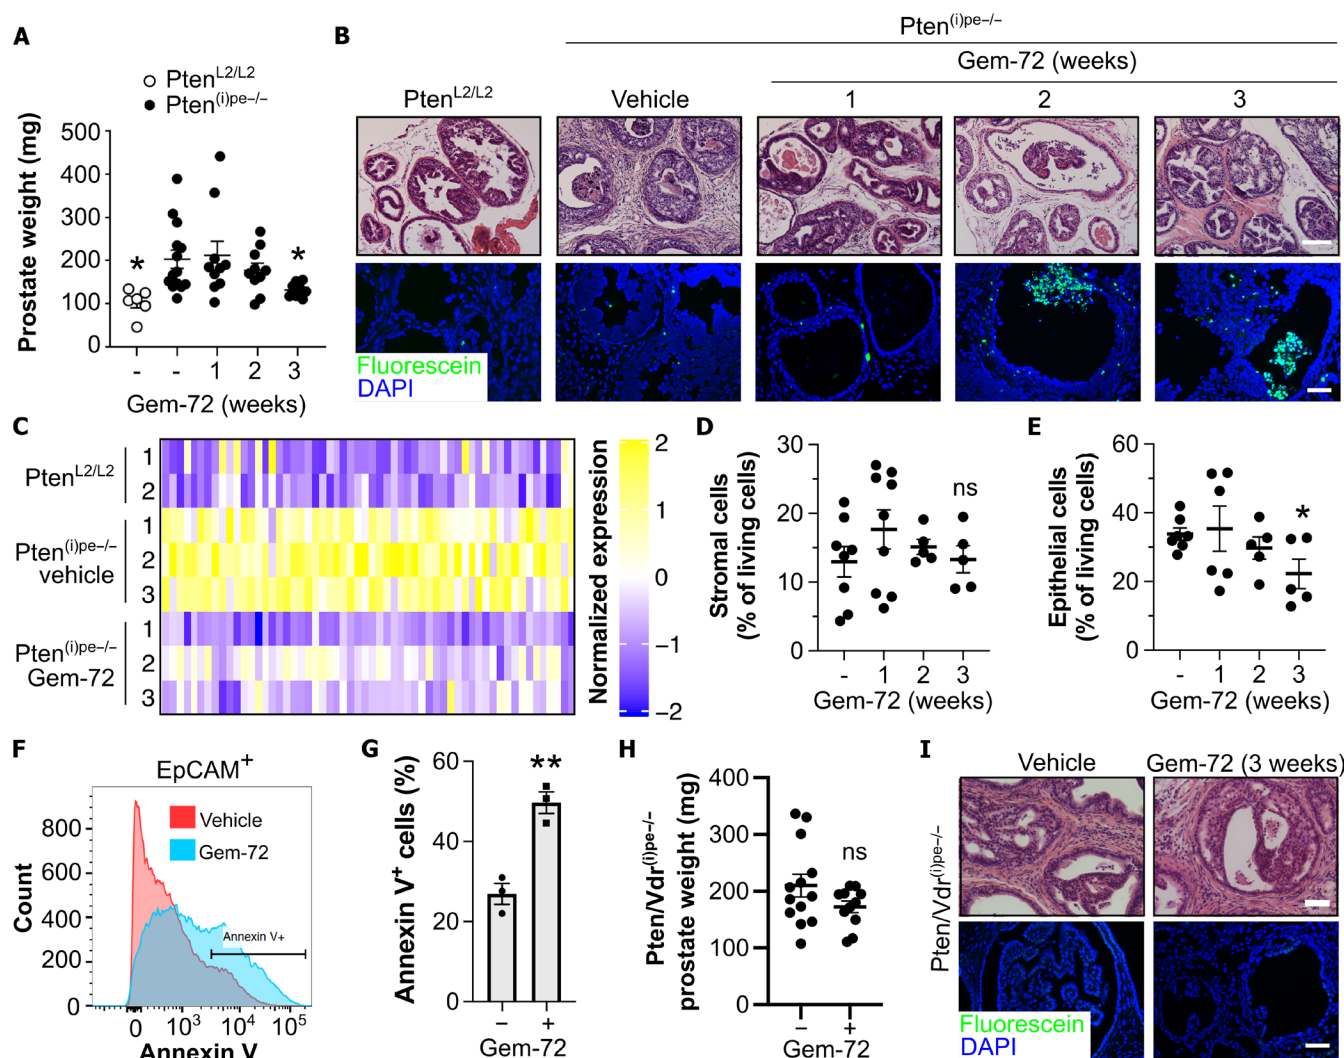 A
Pten^L2/L2
Pten^(i)pe–/–
Prostate weight (mg)
500
400
300
200
100
0
*
*
- - 1 2 3
Gem-72 (weeks)
B
Pten^(i)pe–/–
Gem-72 (weeks)
Pten^L2/L2 Vehicle 1 2 3
Fluorescein
DAPI
C
Pten^L2/L2
1
2
Pten^(i)pe–/–
vehicle
1
2
3
Pten^(i)pe–/–
Gem-72
1
2
3
Normalized expression
2
1
0
−1
−2
D
Stromal cells
(% of living cells)
30
20
10
0
ns
- 1 2 3
Gem-72 (weeks)
E
Epithelial cells
(% of living cells)
60
40
20
0
*
- 1 2 3
Gem-72 (weeks)
F
EpCAM^+
Vehicle
Gem-72
Count
800
600
400
200
0
Annexin V+
0 10^3 10^4 10^5
Annexin V
G
Annexin V^+ cells (%)
60
40
20
0
**
− +
Gem-72
H
Pten/Vdr^(i)pe–/–
prostate weight (mg)
400
300
200
100
0
ns
− +
Gem-72
I
Vehicle Gem-72 (3 weeks)
Pten/Vdr^(i)pe–/–
Fluorescein
DAPI